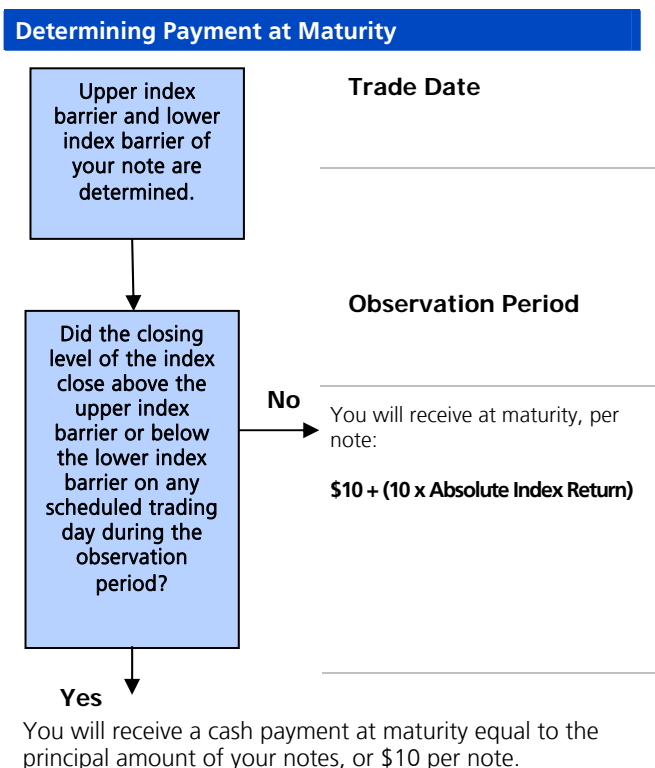 Determining Payment at Maturity
Upper index
barrier and lower
index barrier of
your note are
determined.
Trade Date
Observation Period
Did the closing
level of the index
close above the
upper index
barrier or below
the lower index
barrier on any
scheduled trading
day during the
observation
period?
No
You will receive at maturity, per
note:
$10 + (10 x Absolute Index Return)
Yes
You will receive a cash payment at maturity equal to the
principal amount of your notes, or $10 per note.